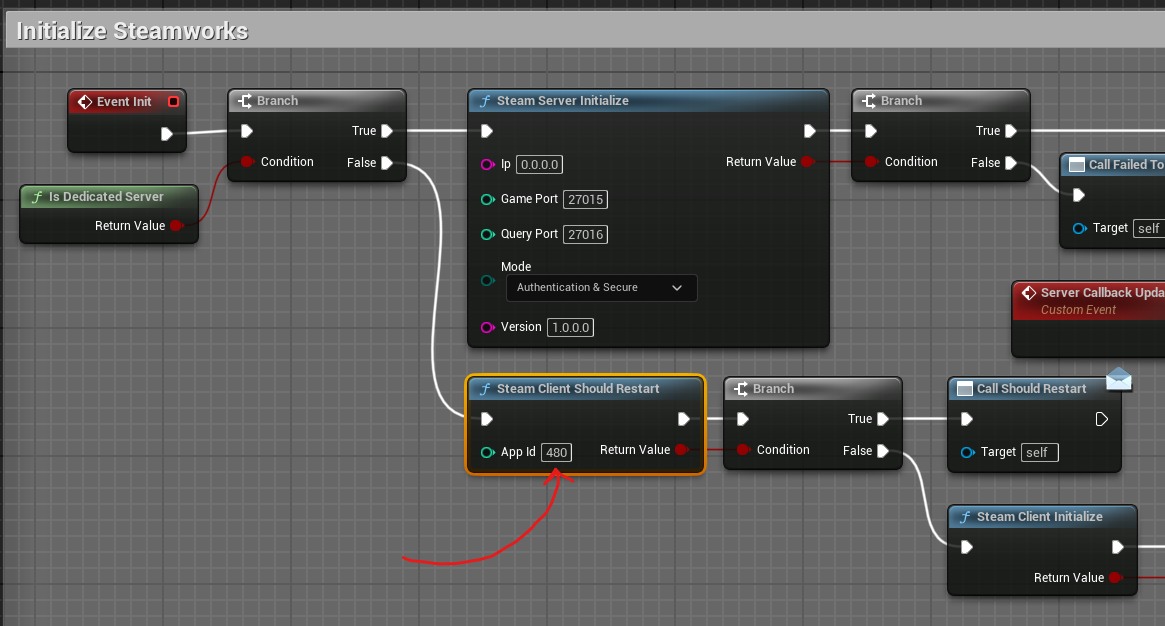 Initialize Steamworks
Event Init
Branch
True
Condition
False
Is Dedicated Server
Return Value
Steam Server Initialize
Ip 0.0.0.0
Return Value
Game Port 27015
Query Port 27016
Mode
Authentication & Secure
Version 1.0.0.0
Branch
True
Condition
False
Call Failed To
Target self
Server Callback Upda
Custom Event
Steam Client Should Restart
App Id 480
Return Value
Branch
True
Condition
False
Call Should Restart
Target self
Steam Client Initialize
Return Value